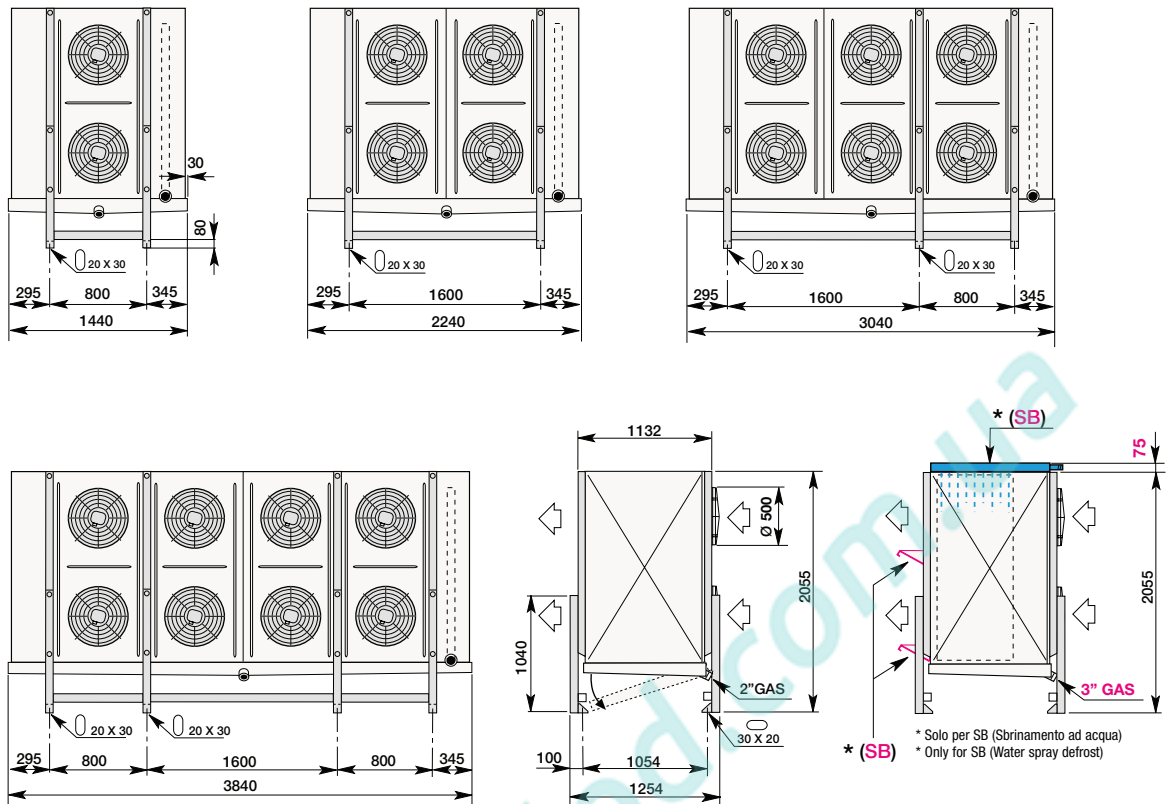 30
80
20 X 30
295
800
345
1440
20 X 30
295
1600
345
2240
20 X 30
20 X 30
295
1600
800
345
3040
20 X 30
20 X 30
295
800
1600
800
345
3840
1132
Ø 500
2055
1040
2”GAS
30 X 20
100
1054
1254
* (SB)
75
2055
3” GAS
* (SB)
* Solo per SB (Sbrinamento ad acqua)
* Only for SB (Water spray defrost)